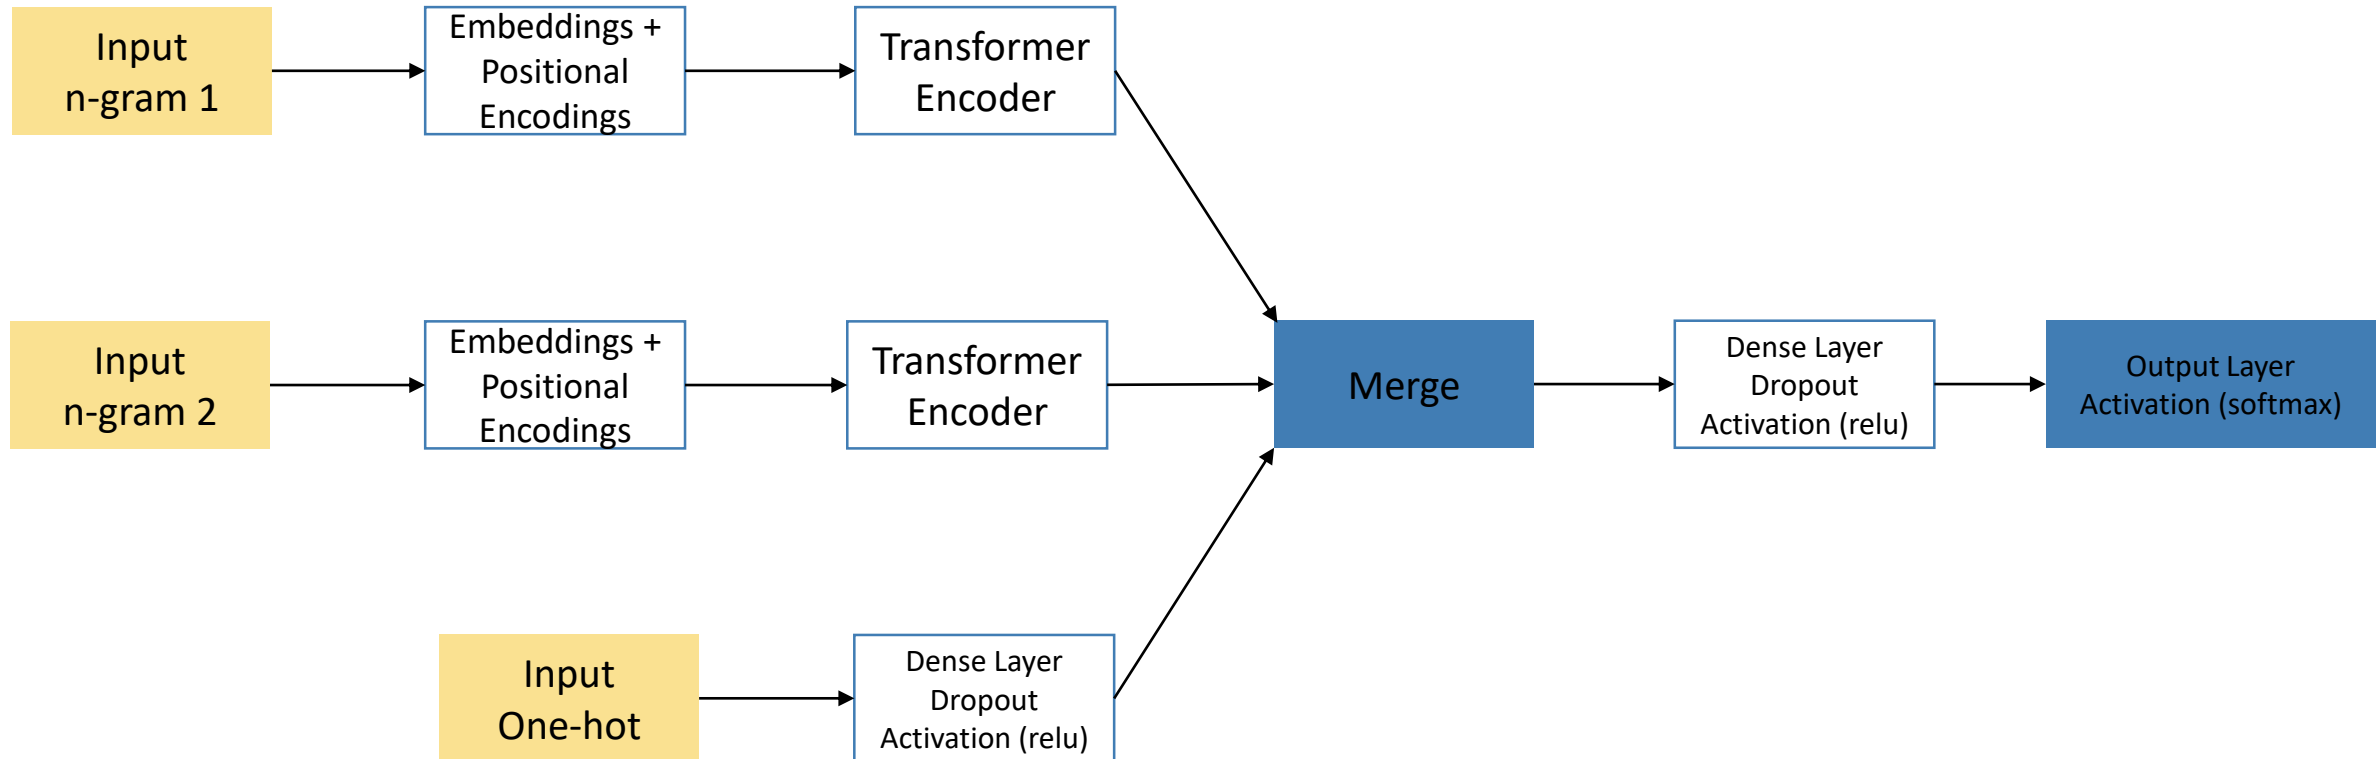 Input
n-gram 1
Embeddings +
Positional
Encodings
Transformer
Encoder
Input
n-gram 2
Embeddings +
Positional
Encodings
Transformer
Encoder
Merge
Dense Layer
Dropout
Activation (relu)
Output Layer
Activation (softmax)
Input
One-hot
Dense Layer
Dropout
Activation (relu)